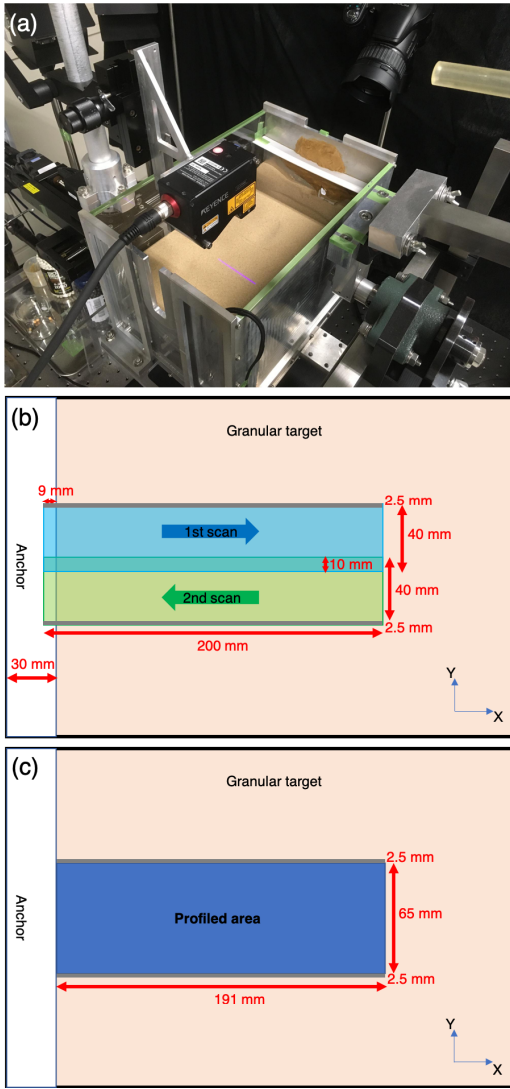 (a)
KEYENCE
(b)
Granular target
9 mm
2.5 mm
1st scan
40 mm
Anchor
10 mm
2nd scan
40 mm
2.5 mm
200 mm
30 mm
Y
X
(c)
Granular target
2.5 mm
Anchor
Profiled area
65 mm
2.5 mm
191 mm
Y
X